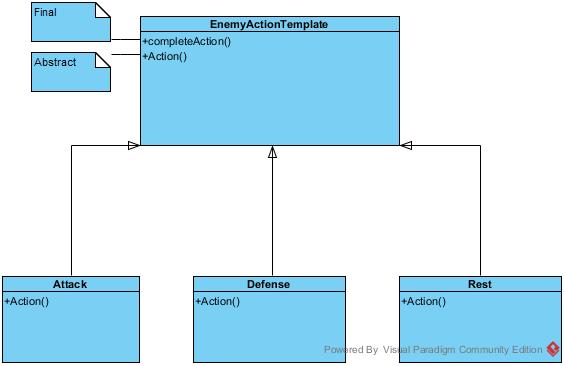 Final
EnemyActionTemplate
+completeAction()
+Action()
Abstract
Attack
+Action()
Defense
+Action()
Rest
+Action()
Powered By Visual Paradigm Community Edition